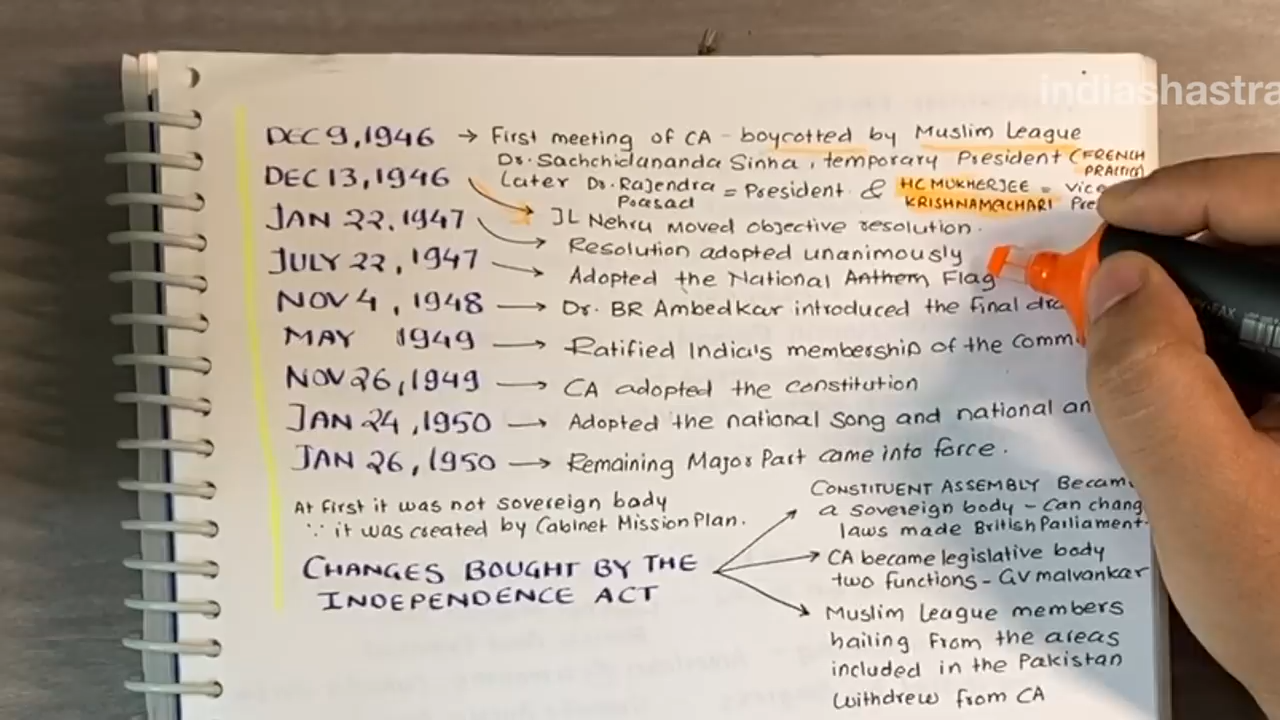 indiashastra
DEC 9, 1946 → First meeting of CA - boycotted by Muslim League
Dr. Sachchidananda Sinha, temporary President (FRENCH PRACTICE)
DEC 13, 1946 Later Dr. Rajendra Prasad = President & HC MUKHERJEE = Vice
KRISHNAMACHARI Pre
JL Nehru moved objective resolution.
JAN 22, 1947 Resolution adopted unanimously
JULY 22, 1947 → Adopted the National Anthem Flag
NOV 4, 1948 → Dr. BR Ambedkar introduced the final dra
MAY 1949 → Ratified India's membership of the Comm
NOV 26, 1949 → CA adopted the constitution
JAN 24, 1950 → Adopted the national song and national an
JAN 26, 1950 → Remaining Major Part came into force.
At first it was not sovereign body
∵ it was created by Cabinet Mission Plan.
CHANGES BOUGHT BY THE
INDEPENDENCE ACT
CONSTITUENT ASSEMBLY Becam
a sovereign body - Can chang
laws made British Parliament.
CA became legislative body
two functions - GV malvankar
Muslim League members
hailing from the areas
included in the Pakistan
withdrew from CA